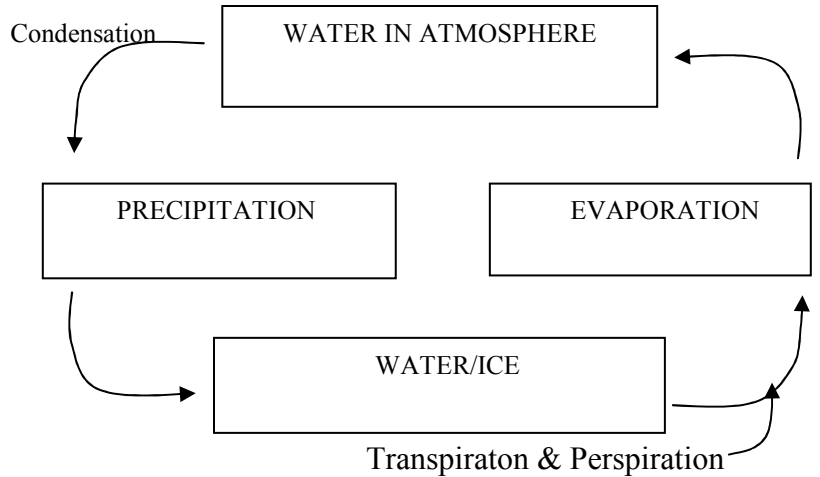 Condensation
WATER IN ATMOSPHERE
PRECIPITATION
EVAPORATION
WATER/ICE
Transpiraton & Perspiration